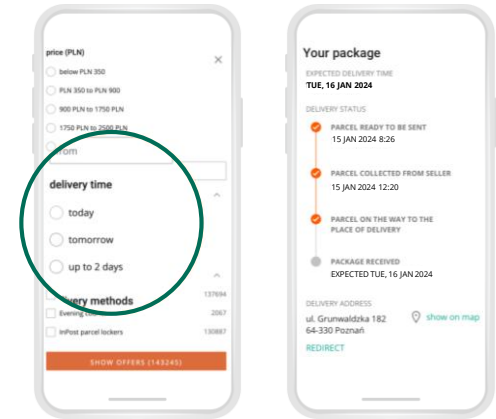 price (PLN)
below PLN 350
PLN 350 to PLN 900
900 PLN to 1750 PLN
1750 PLN to 2500 PLN
from
delivery time
today
tomorrow
up to 2 days
delivery methods 137694
Evening 2067
InPost parcel lockers 130887
SHOW OFFERS (143245)
Your package
EXPECTED DELIVERY TIME
TUE, 16 JAN 2024
DELIVERY STATUS
PARCEL READY TO BE SENT
15 JAN 2024 8:26
PARCEL COLLECTED FROM SELLER
15 JAN 2024 12:20
PARCEL ON THE WAY TO THE
PLACE OF DELIVERY
PACKAGE RECEIVED
EXPECTED TUE, 16 JAN 2024
DELIVERY ADDRESS
ul. Grunwaldzka 182 show on map
64-330 Poznań
REDIRECT